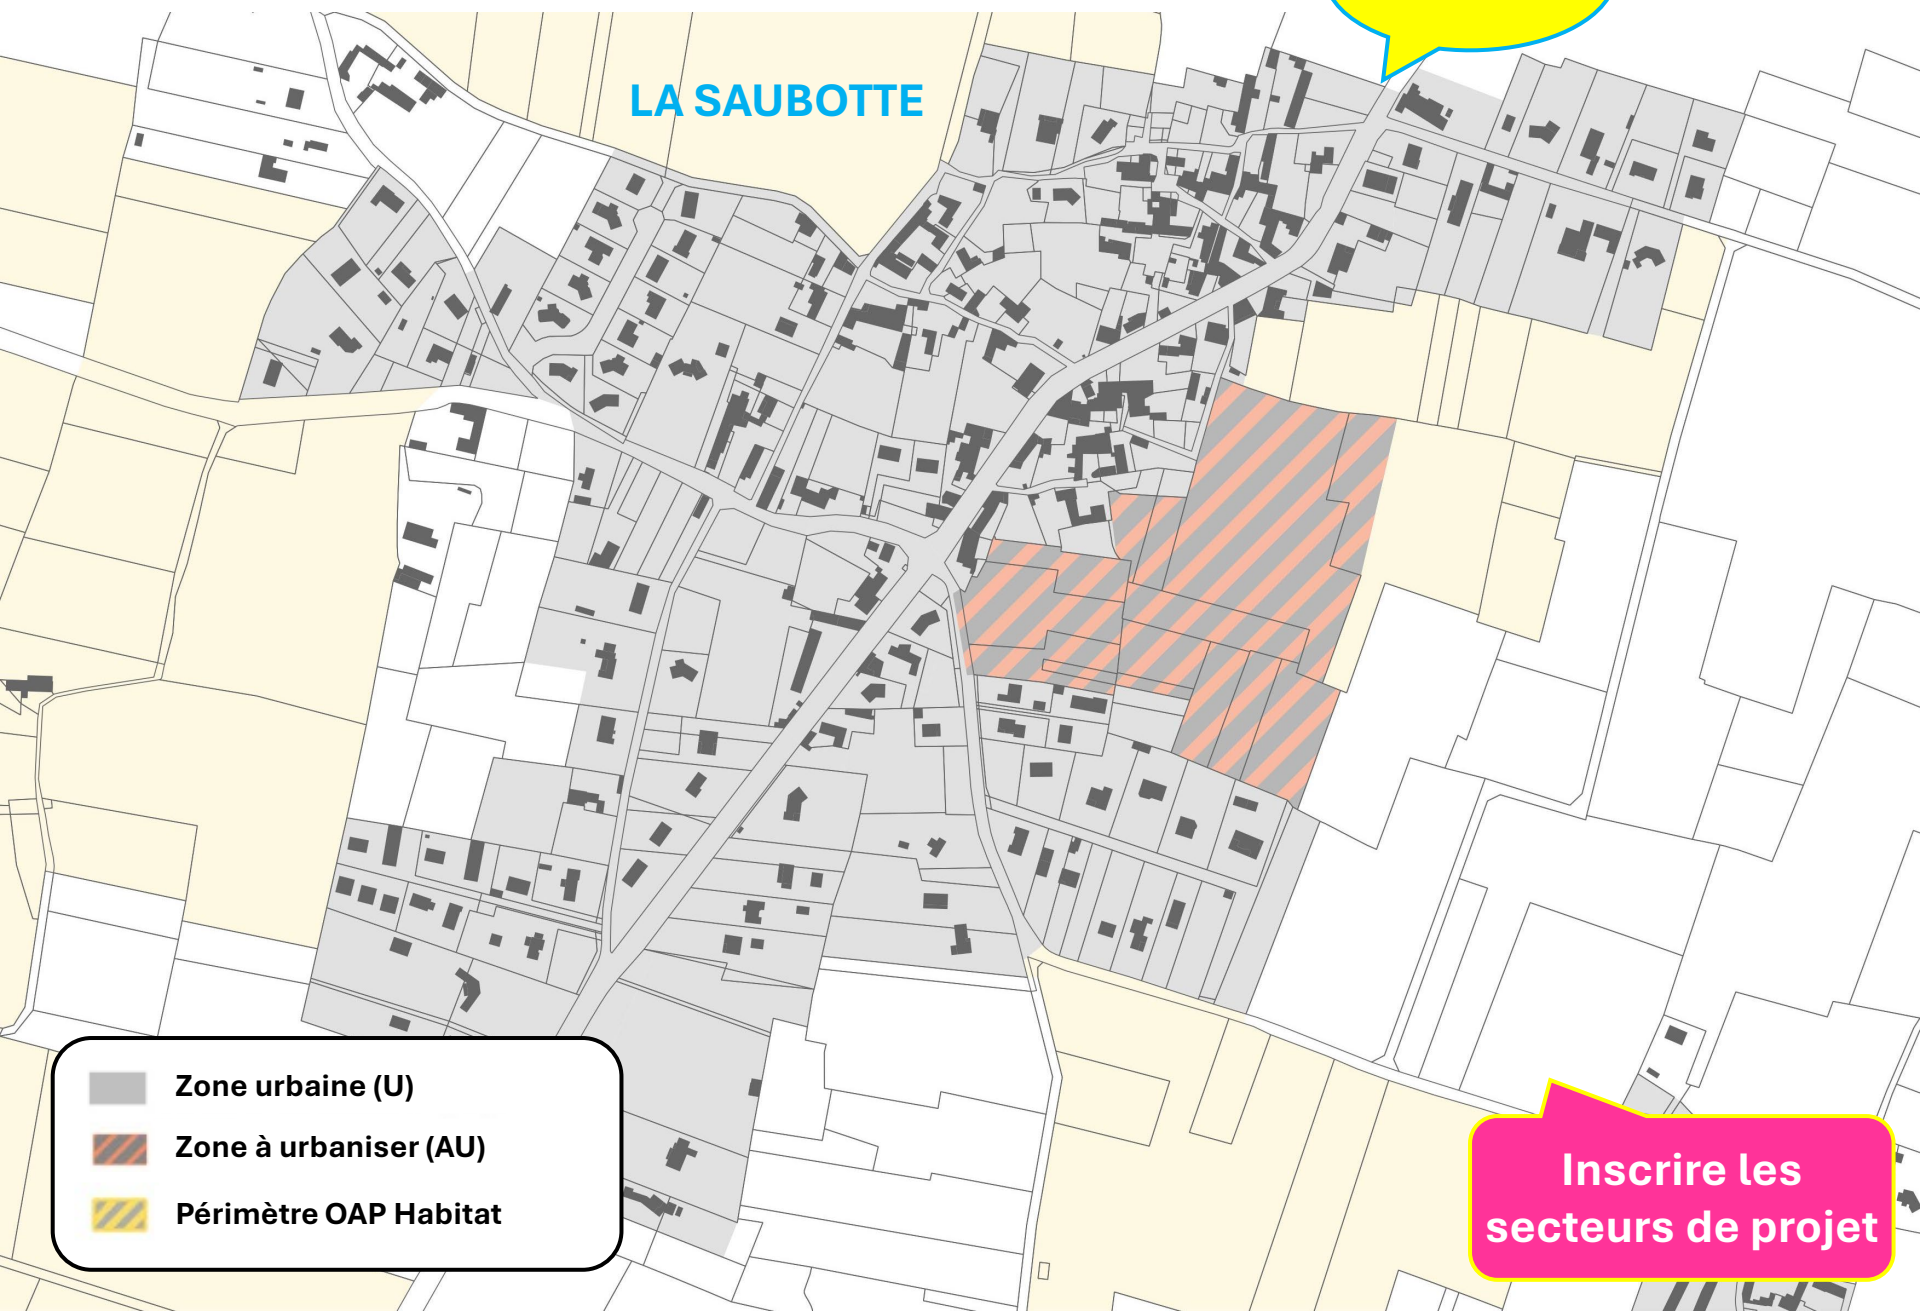 LA SAUBOTTE
Zone urbaine (U)
Zone à urbaniser (AU)
Périmètre OAP Habitat
Inscrire les
secteurs de projet